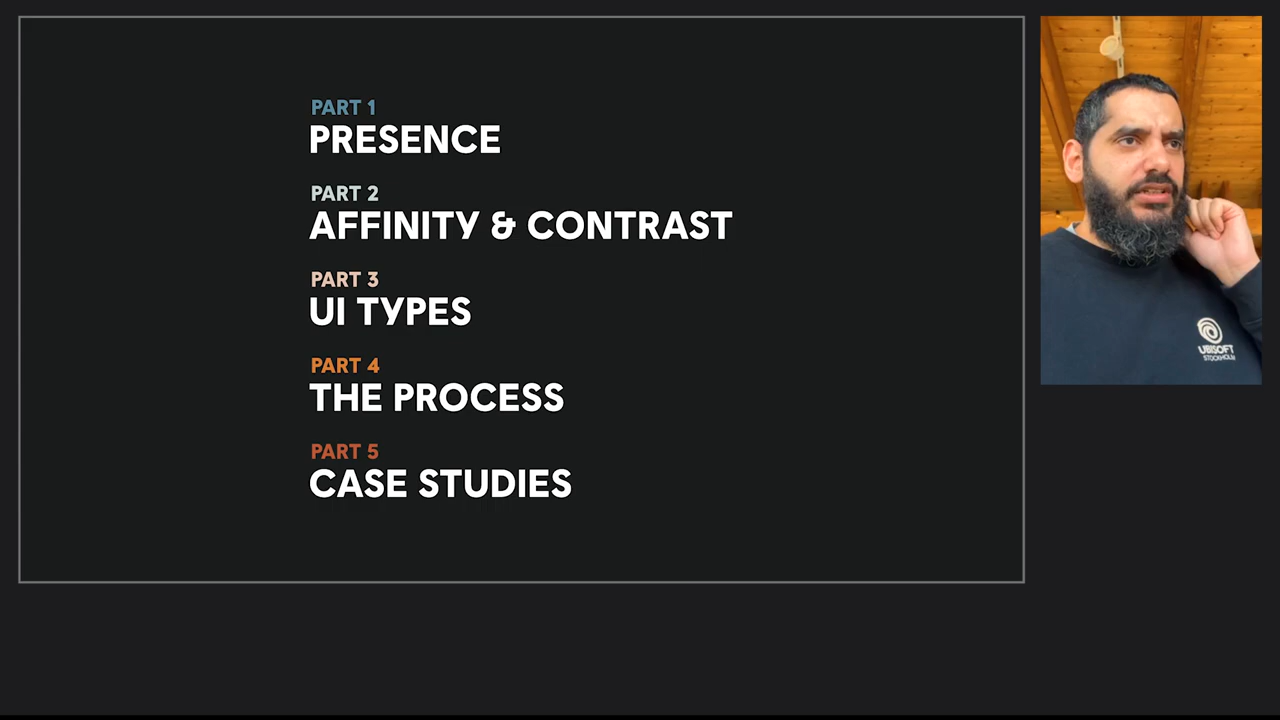 PART 1
PRESENCE
PART 2
AFFINITY & CONTRAST
PART 3
UI TYPES
PART 4
THE PROCESS
PART 5
CASE STUDIES
UBISOFT
STOCKHOLM